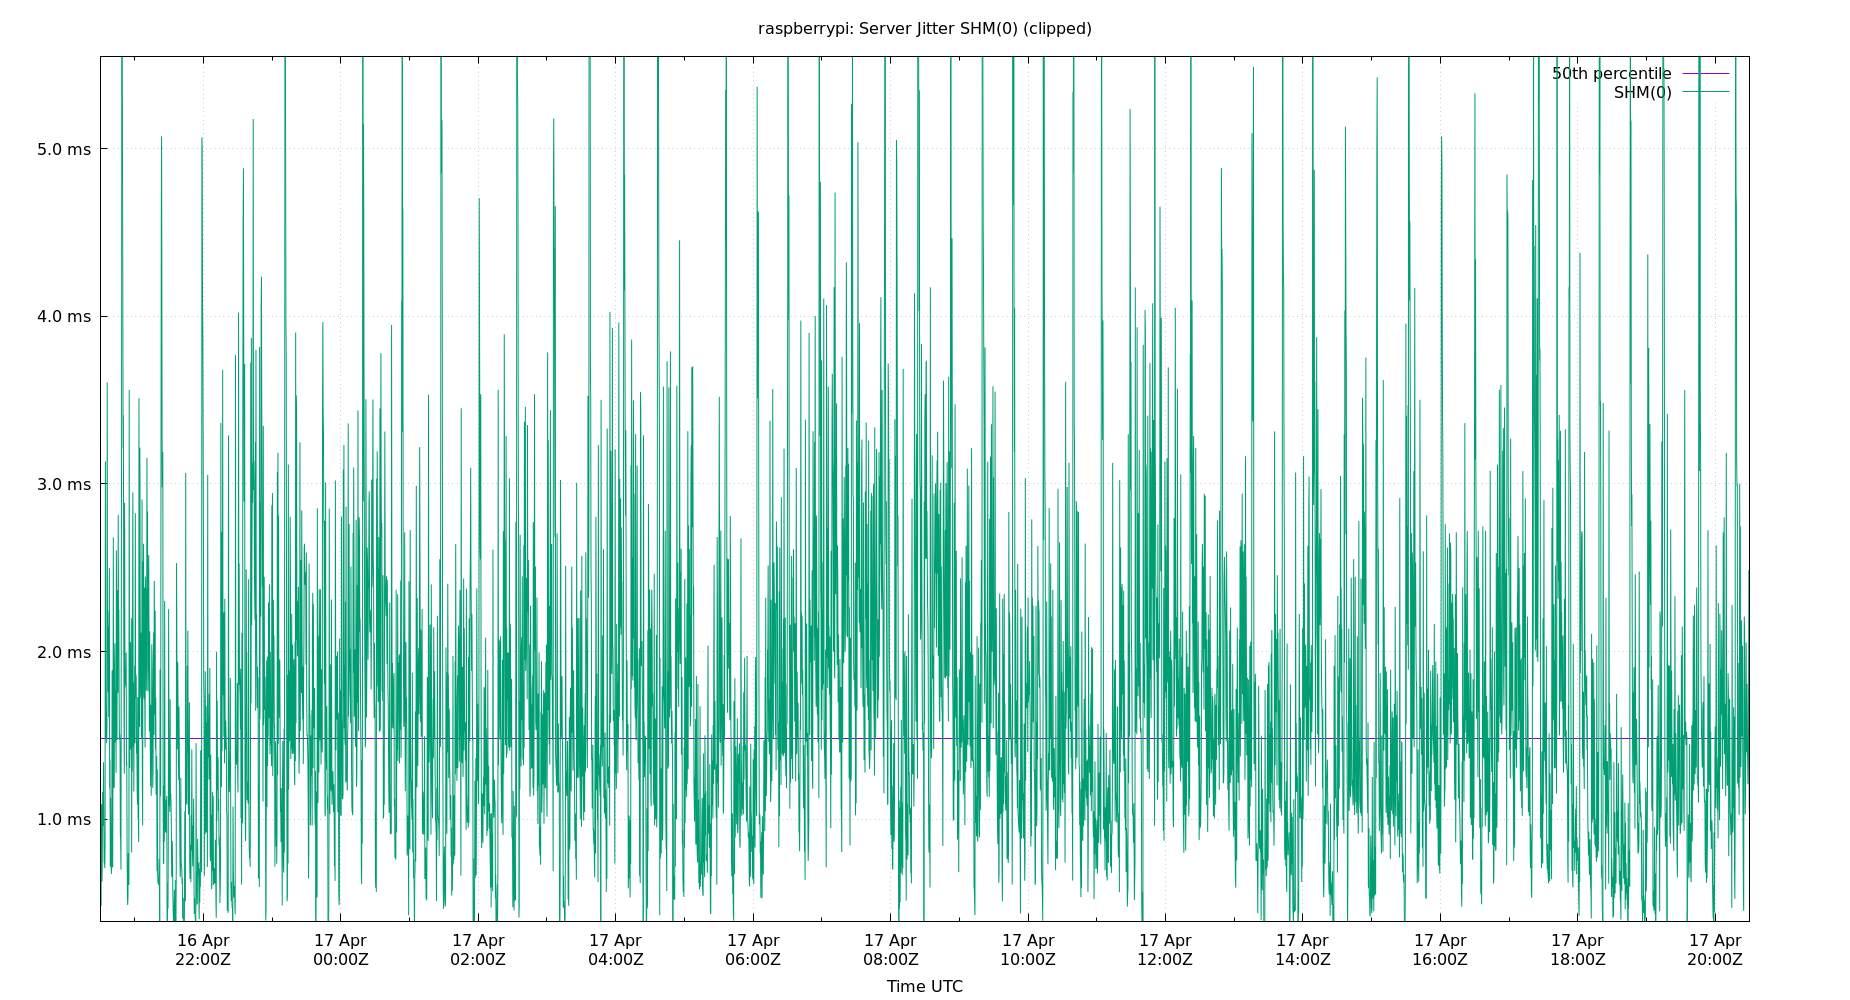 raspberrypi: Server Jitter SHM(0) (clipped)
50th percentile
SHM(0)
5.0 ms
4.0 ms
3.0 ms
2.0 ms
1.0 ms
16 Apr 17 Apr 17 Apr 17 Apr 17 Apr 17 Apr 17 Apr 17 Apr 17 Apr 17 Apr 17 Apr 17 Apr
22:00Z 00:00Z 02:00Z 04:00Z 06:00Z 08:00Z 10:00Z 12:00Z 14:00Z 16:00Z 18:00Z 20:00Z
Time UTC